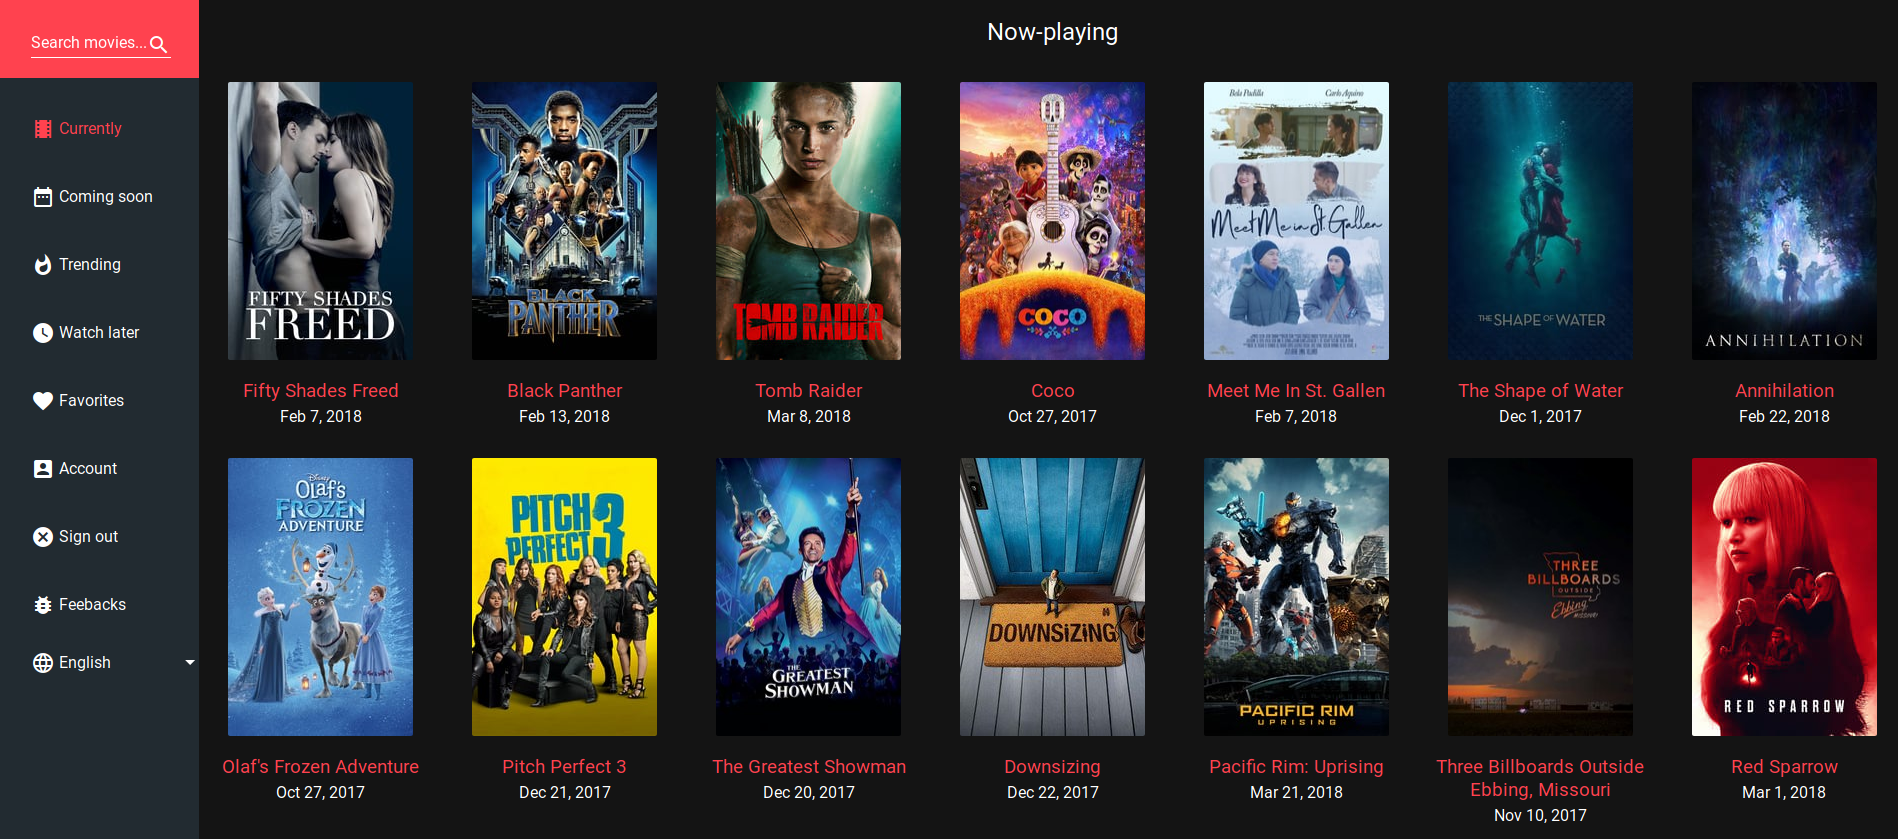 Search movies...
Now-playing
Currently
Coming soon
Trending
Watch later
Favorites
Account
Sign out
Feebacks
English
FIFTY SHADES
FREED
BLACK
PANTHER
TOMB RAIDER
COCO
Bela Padilla Carlo Aquino
Meet Me in St. Gallen
THE SHAPE OF WATER
ANNIHILATION
Fifty Shades Freed
Feb 7, 2018
Black Panther
Feb 13, 2018
Tomb Raider
Mar 8, 2018
Coco
Oct 27, 2017
Meet Me In St. Gallen
Feb 7, 2018
The Shape of Water
Dec 1, 2017
Annihilation
Feb 22, 2018
Disney
Olaf's
FROZEN
ADVENTURE
PITCH
PERFECT 3
THE
GREATEST
SHOWMAN
DOWNSiZiNG
PACIFIC RIM
UPRISING
THREE
BILLBOARDS
OUTSIDE
Ebbing,
MISSOURI
RED SPARROW
Olaf's Frozen Adventure
Oct 27, 2017
Pitch Perfect 3
Dec 21, 2017
The Greatest Showman
Dec 20, 2017
Downsizing
Dec 22, 2017
Pacific Rim: Uprising
Mar 21, 2018
Three Billboards Outside
Ebbing, Missouri
Nov 10, 2017
Red Sparrow
Mar 1, 2018